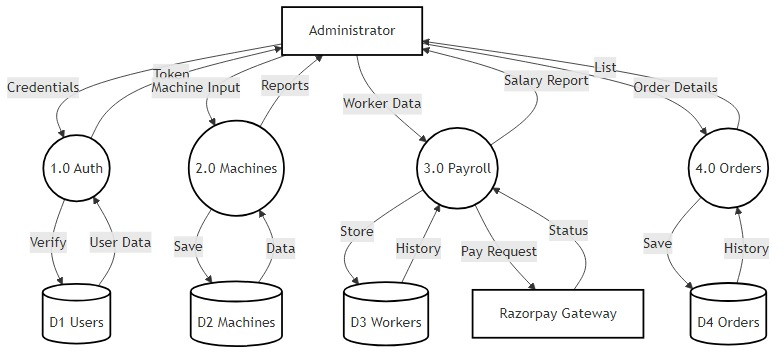 Administrator
Credentials
Token
Machine Input
Reports
Worker Data
Salary Report
List
Order Details
1.0 Auth
2.0 Machines
3.0 Payroll
4.0 Orders
Verify
User Data
Save
Data
Store
History
Pay Request
Status
Save
History
D1 Users
D2 Machines
D3 Workers
Razorpay Gateway
D4 Orders